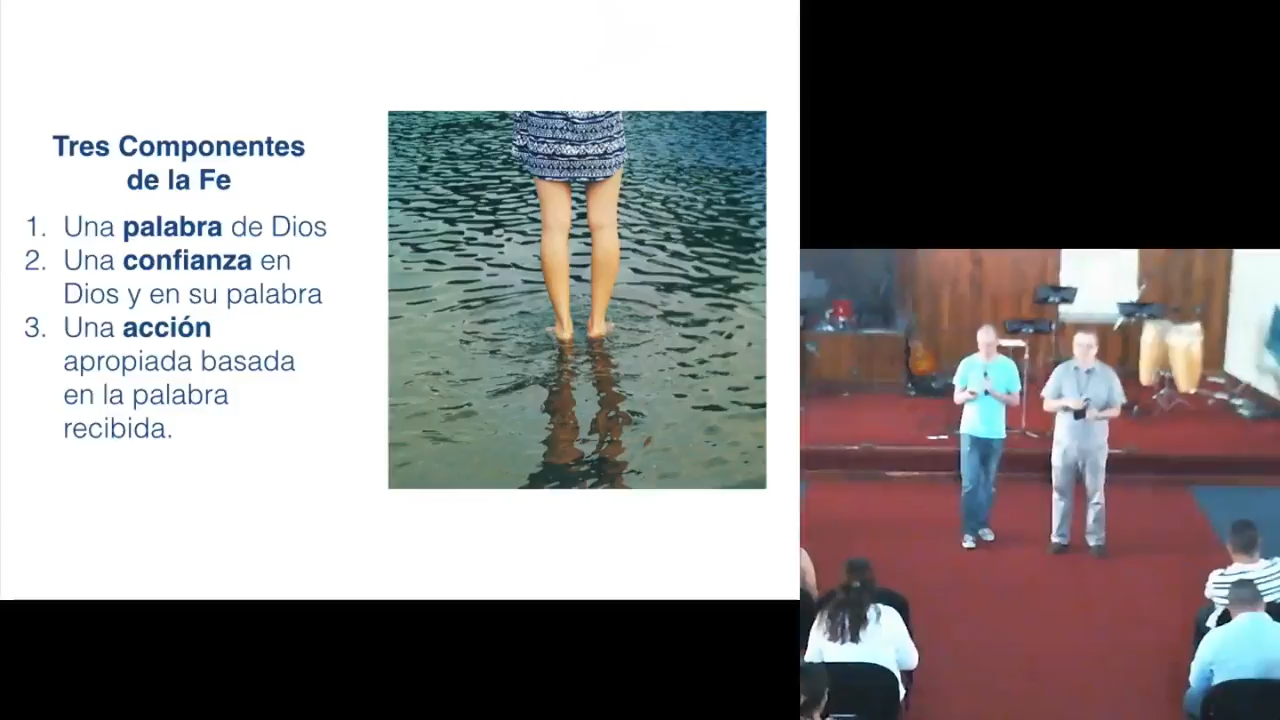 Tres Componentes
de la Fe
1. Una palabra de Dios
2. Una confianza en
Dios y en su palabra
3. Una acción
apropiada basada
en la palabra
recibida.